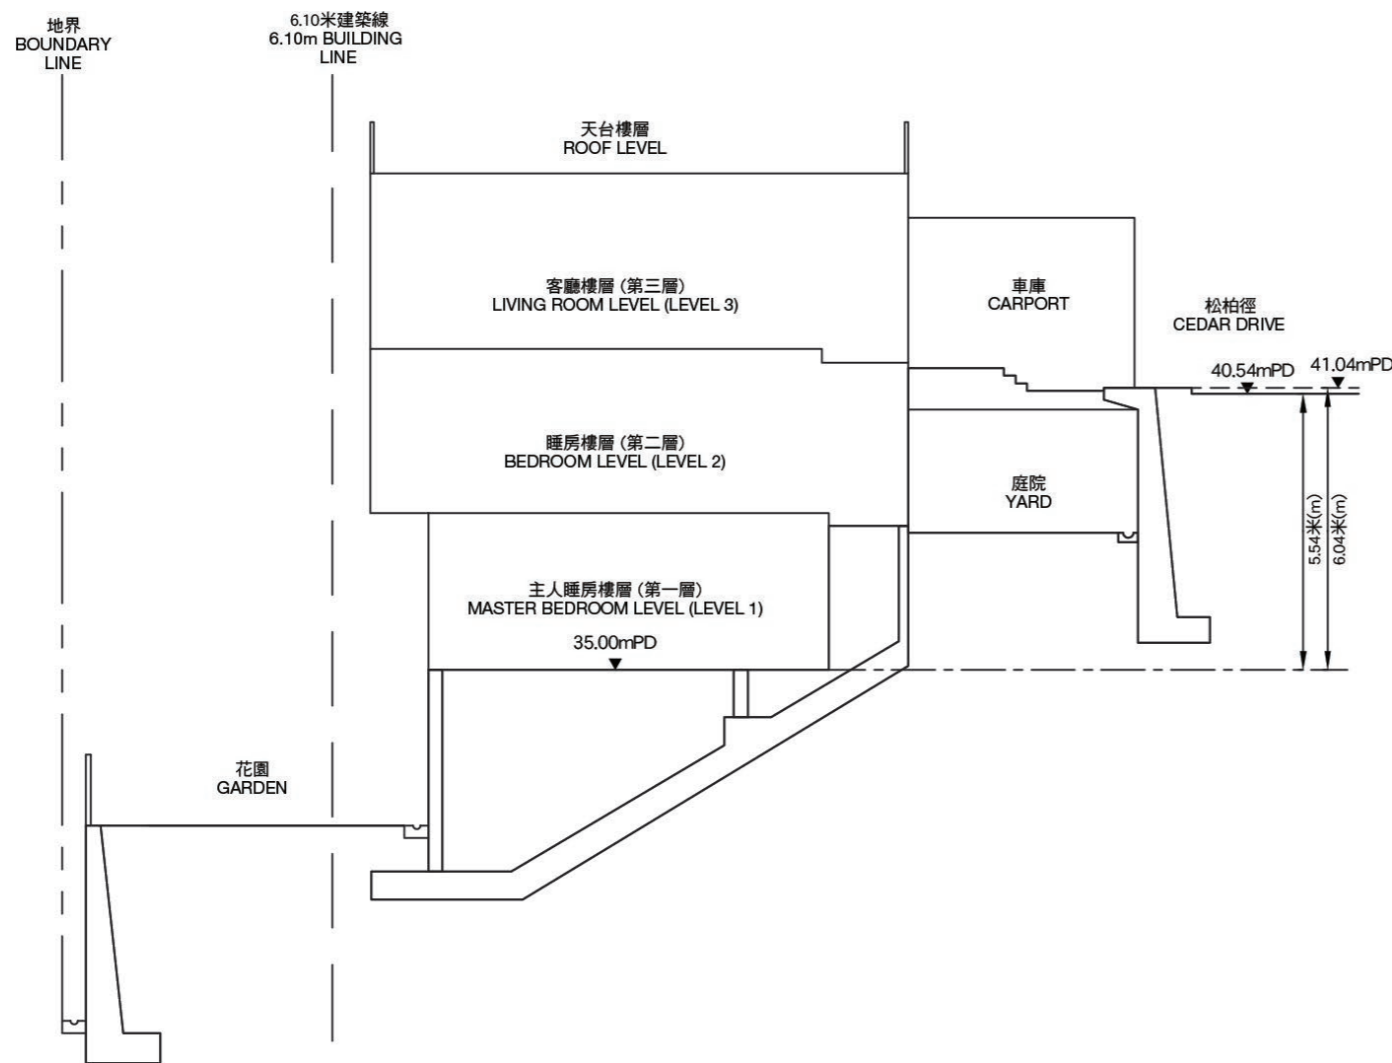 地界
BOUNDARY
LINE
6.10米建築線
6.10m BUILDING
LINE
天台樓層
ROOF LEVEL
客廳樓層 (第三層)
LIVING ROOM LEVEL (LEVEL 3)
車庫
CARPORT
松柏徑
CEDAR DRIVE
40.54mPD
41.04mPD
睡房樓層 (第二層)
BEDROOM LEVEL (LEVEL 2)
庭院
YARD
5.54米(m)
6.04米(m)
主人睡房樓層 (第一層)
MASTER BEDROOM LEVEL (LEVEL 1)
35.00mPD
花園
GARDEN